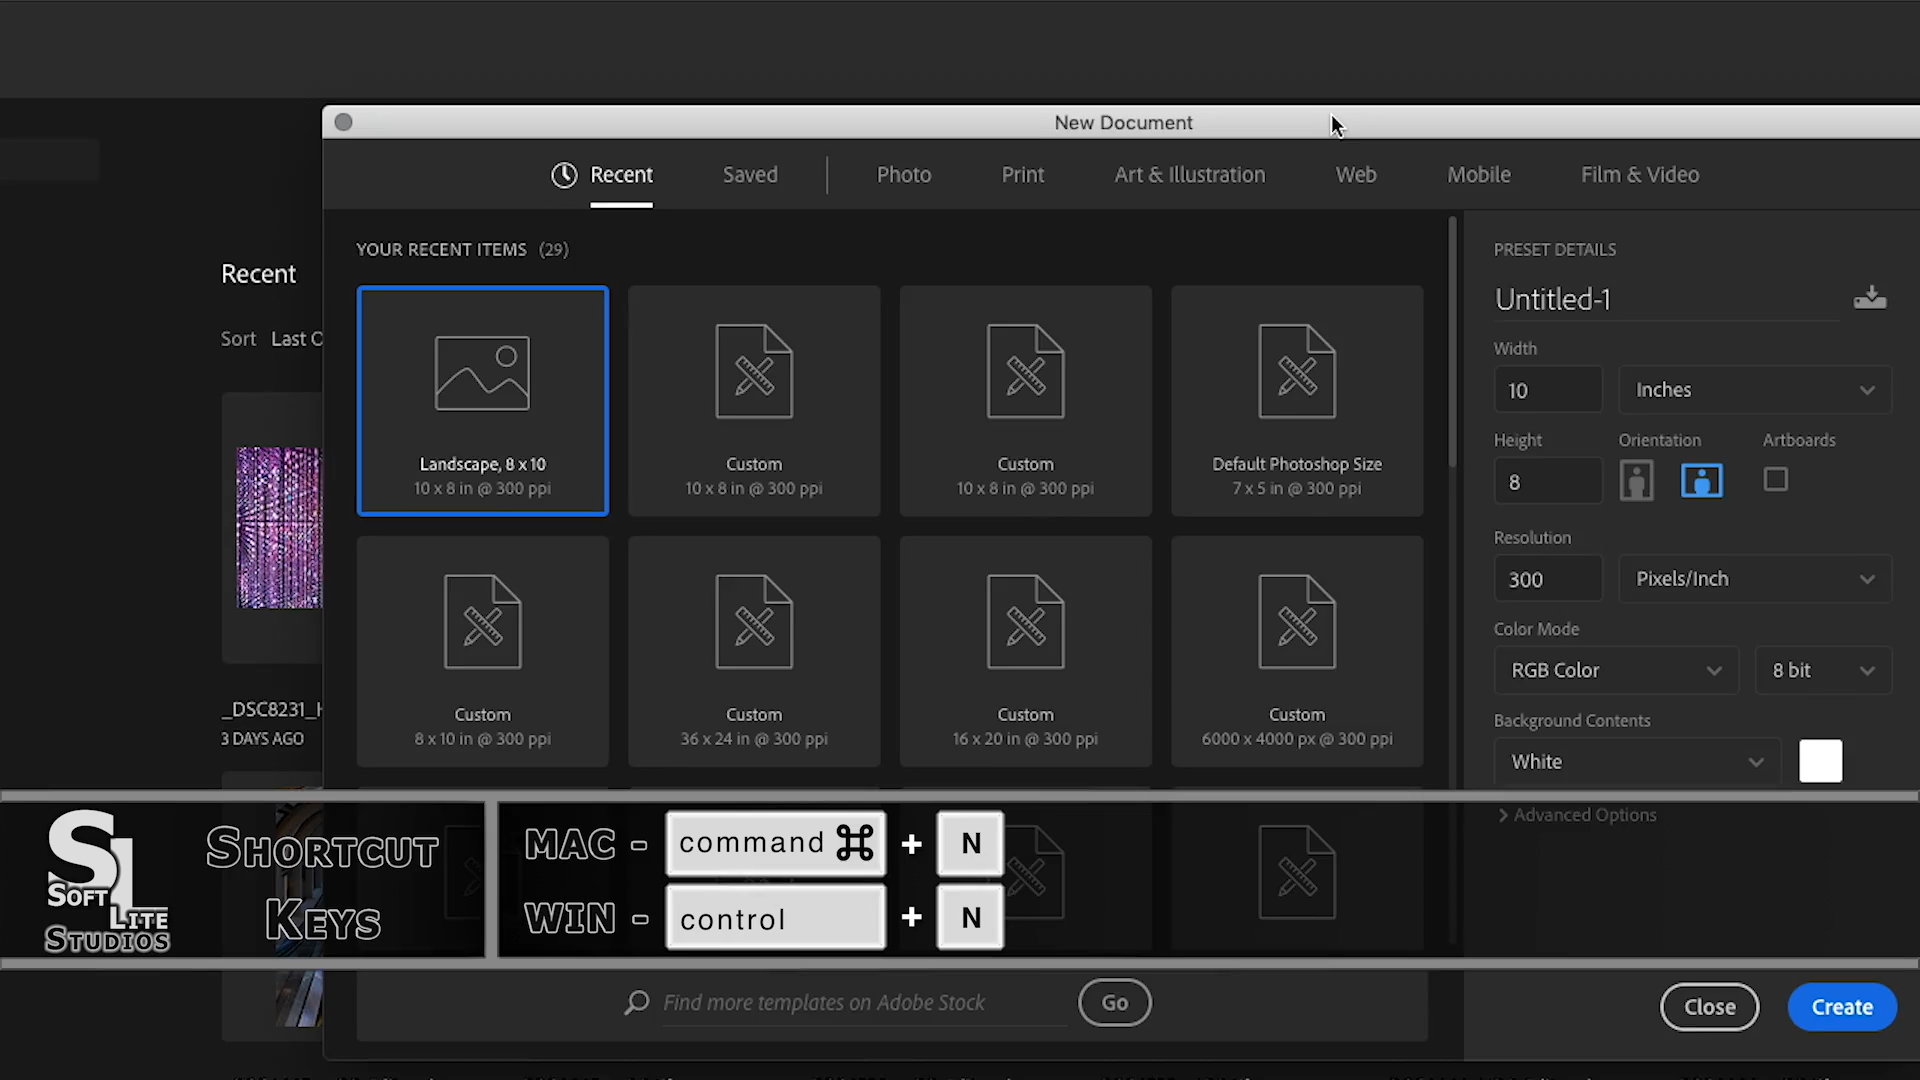 New Document
Recent
Saved
Photo
Print
Art & Illustration
Web
Mobile
Film & Video
Recent
Sort Last O
_DSC8231_H
3 DAYS AGO
YOUR RECENT ITEMS (29)
Landscape, 8 x 10
10 x 8 in @ 300 ppi
Custom
10 x 8 in @ 300 ppi
Custom
10 x 8 in @ 300 ppi
Default Photoshop Size
7 x 5 in @ 300 ppi
Custom
8 x 10 in @ 300 ppi
Custom
36 x 24 in @ 300 ppi
Custom
16 x 20 in @ 300 ppi
Custom
6000 x 4000 px @ 300 ppi
PRESET DETAILS
Untitled-1
Width
10 Inches
Height Orientation Artboards
8
Resolution
300 Pixels/Inch
Color Mode
RGB Color 8 bit
Background Contents
White
Advanced Options
SL
SOFT
LITE
STUDIOS
SHORTCUT
KEYS
MAC - command ⌘ + N
WIN - control + N
Find more templates on Adobe Stock
Go
Close
Create